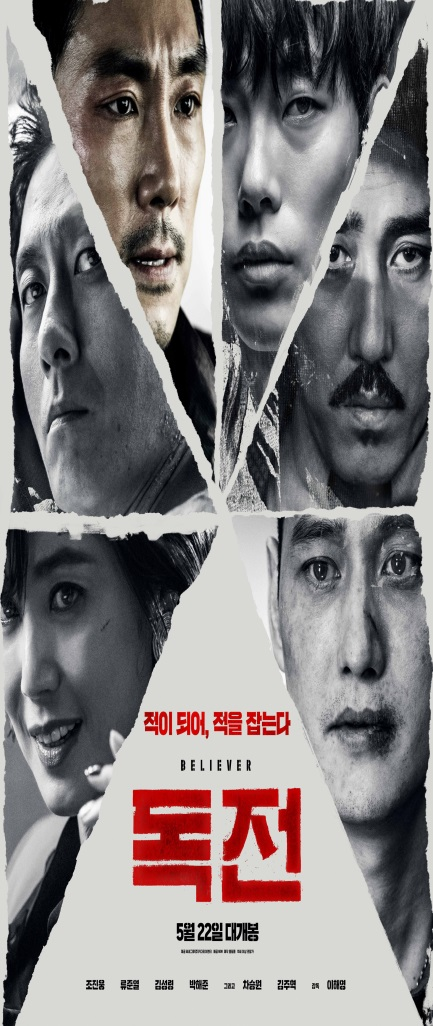 적이 되어, 적을 잡는다
BELIEVER
독전
5월 22일 대개봉
조진웅 류준열 김성령 박해준 그리고 차승원 김주혁 감독 이해영